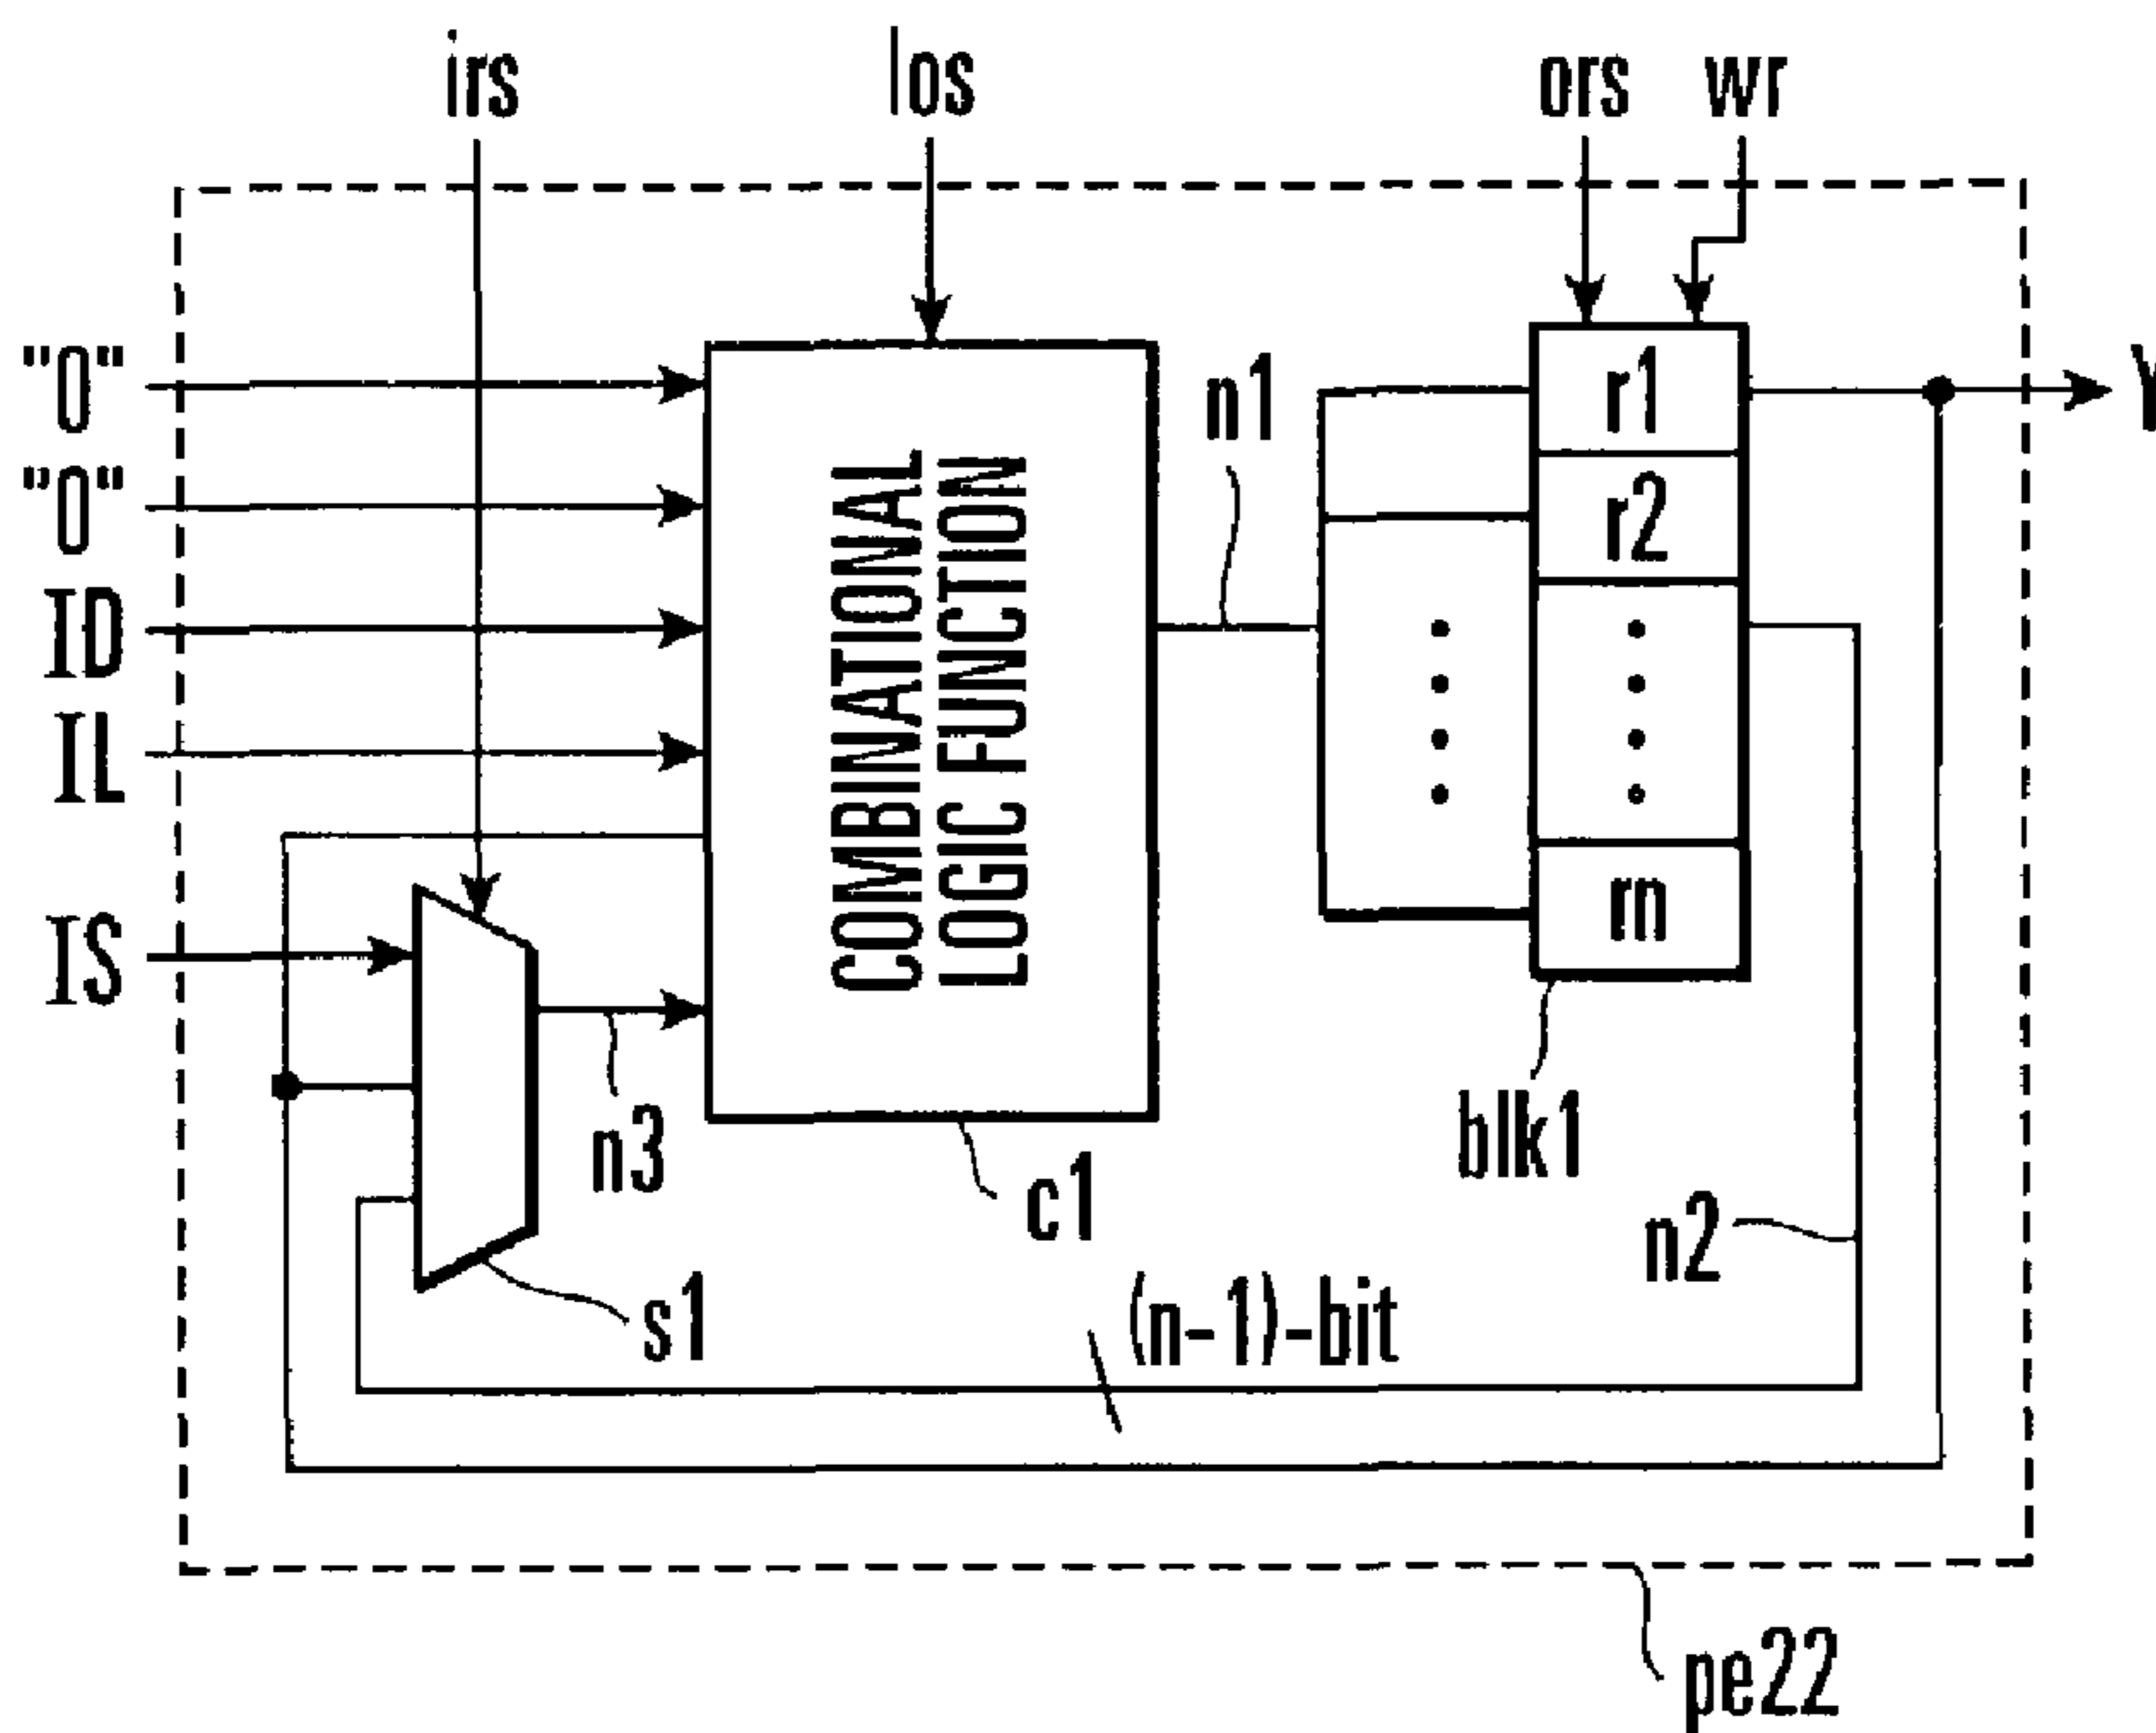 irs
los
ors
wr
"0"
"0"
ID
IL
IS
COMBINATIONAL
LOGIC FUNCTION
n1
r1
r2
rn
Y
n3
c1
blk1
n2
s1
(n-1)-bit
pe22